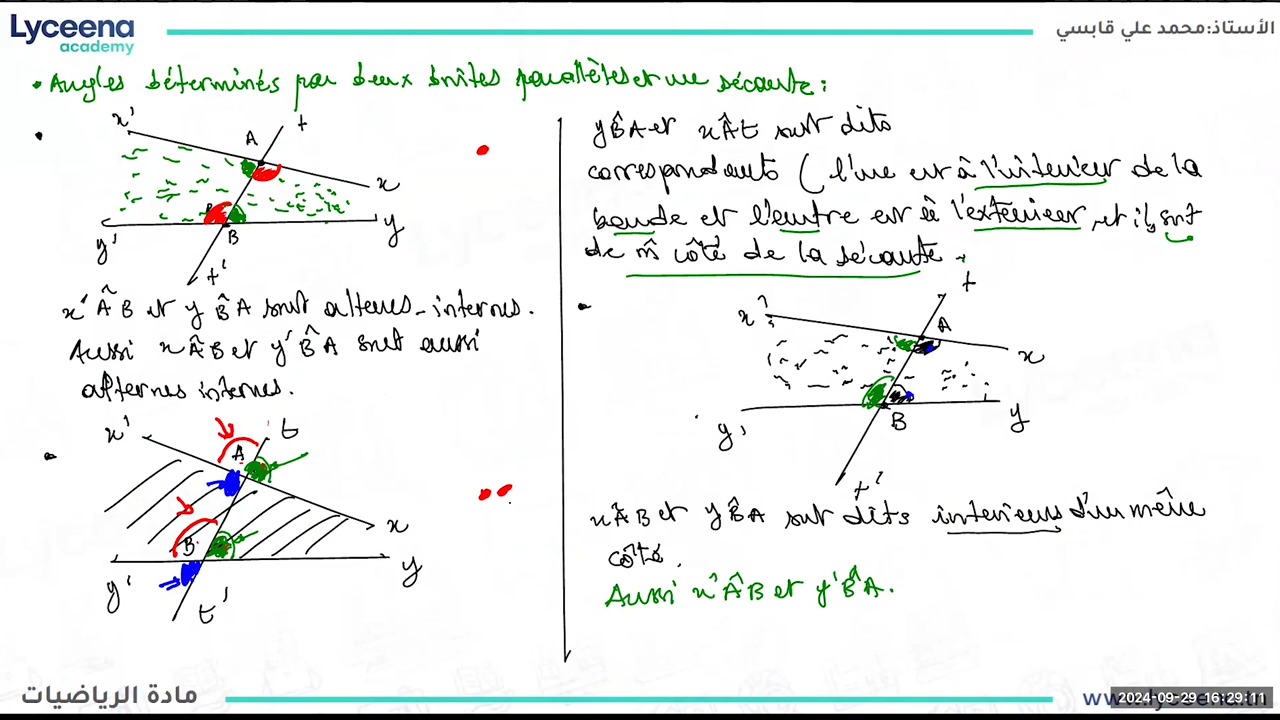 Lyceena
academy
الأستاذ:محمد علي قابسي
• Angles déterminés par deux droites parallèles et une sécante :
x'
A
t
x
y'
B
y
t'
x'ÂB et yB̂A sont alternes-internes.
Aussi xÂB et y'B̂A sont aussi
alternes internes.
x'
A
t
x
B
y'
y
t'
yB̂A et xÂt sont dits
correspondants ( l'une est à l'intérieur de la
bande et l'autre est à l'extérieur et ils sont
de m̂ côté de la sécante .
t
x'
A
x
B
y'
y
t'
xÂB et yB̂A sont dits interieurs d'un même
côté.
Aussi x'ÂB et y'B̂A.
مادة الرياضيات
2024-09-29 16:29:11